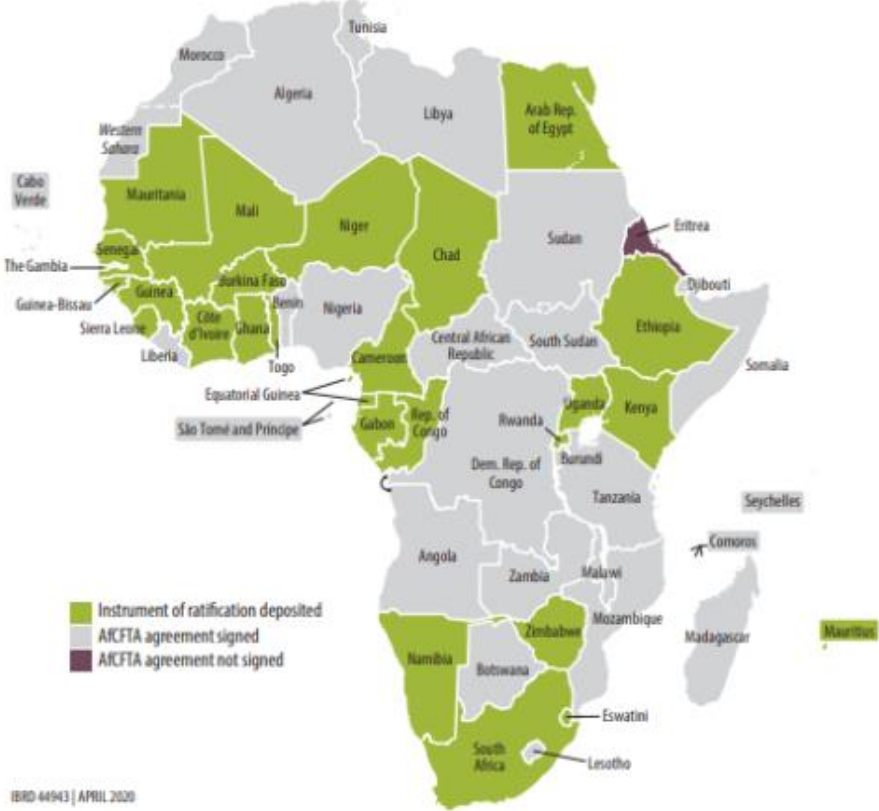 Tunisia
Morocco
Algeria
Libya
Arab Rep.
of Egypt
Western
Sahara
Cabo
Verde
Mauritania
Mali
Niger
Chad
Sudan
Eritrea
Senegal
The Gambia
Guinea-Bissau
Guinea
Burkina Faso
Benin
Nigeria
Djibouti
Ethiopia
Sierra Leone
Côte
d'Ivoire
Ghana
Liberia
Togo
Cameroon
Central African
Republic
South Sudan
Somalia
Equatorial Guinea
São Tomé and Príncipe
Gabon
Rep. of
Congo
Uganda
Kenya
Rwanda
Burundi
Dem. Rep. of
Congo
Tanzania
Seychelles
Comoros
Angola
Zambia
Malawi
Mozambique
Madagascar
Mauritius
Zimbabwe
Namibia
Botswana
Eswatini
South
Africa
Lesotho
Instrument of ratification deposited
AfCFTA agreement signed
AfCFTA agreement not signed
IBRD 44943 | APRIL 2020